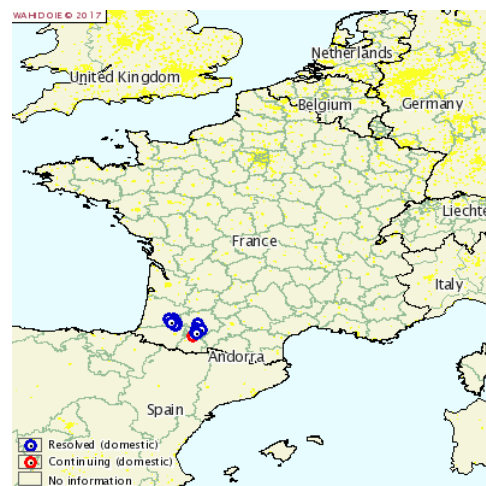 WAHID OIE © 2017
Netherlands
United Kingdom
Belgium
Germany
Liechte
France
Italy
Andorra
Spain
Resolved (domestic)
Continuing (domestic)
No information